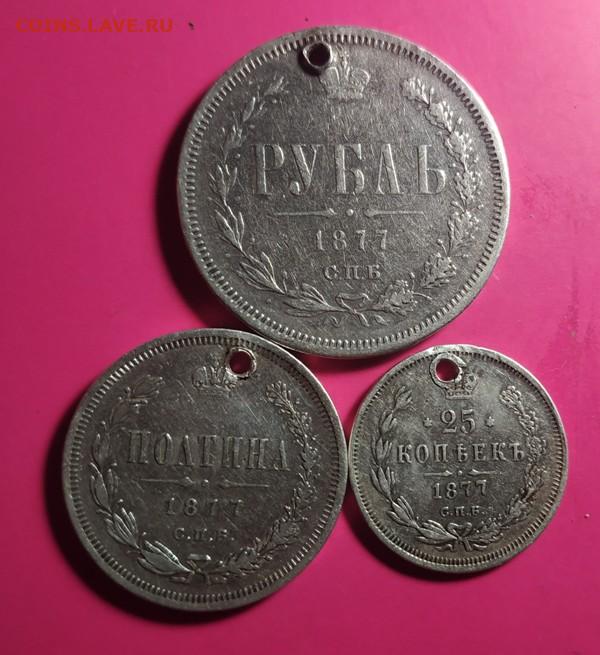 COINS.LAVE.RU
РУБЛЬ
1877
С.П.Б
ПОЛТИНА
1877
С.П.Б.
25
КОПѢЕКЪ
1877
С.П.Б.